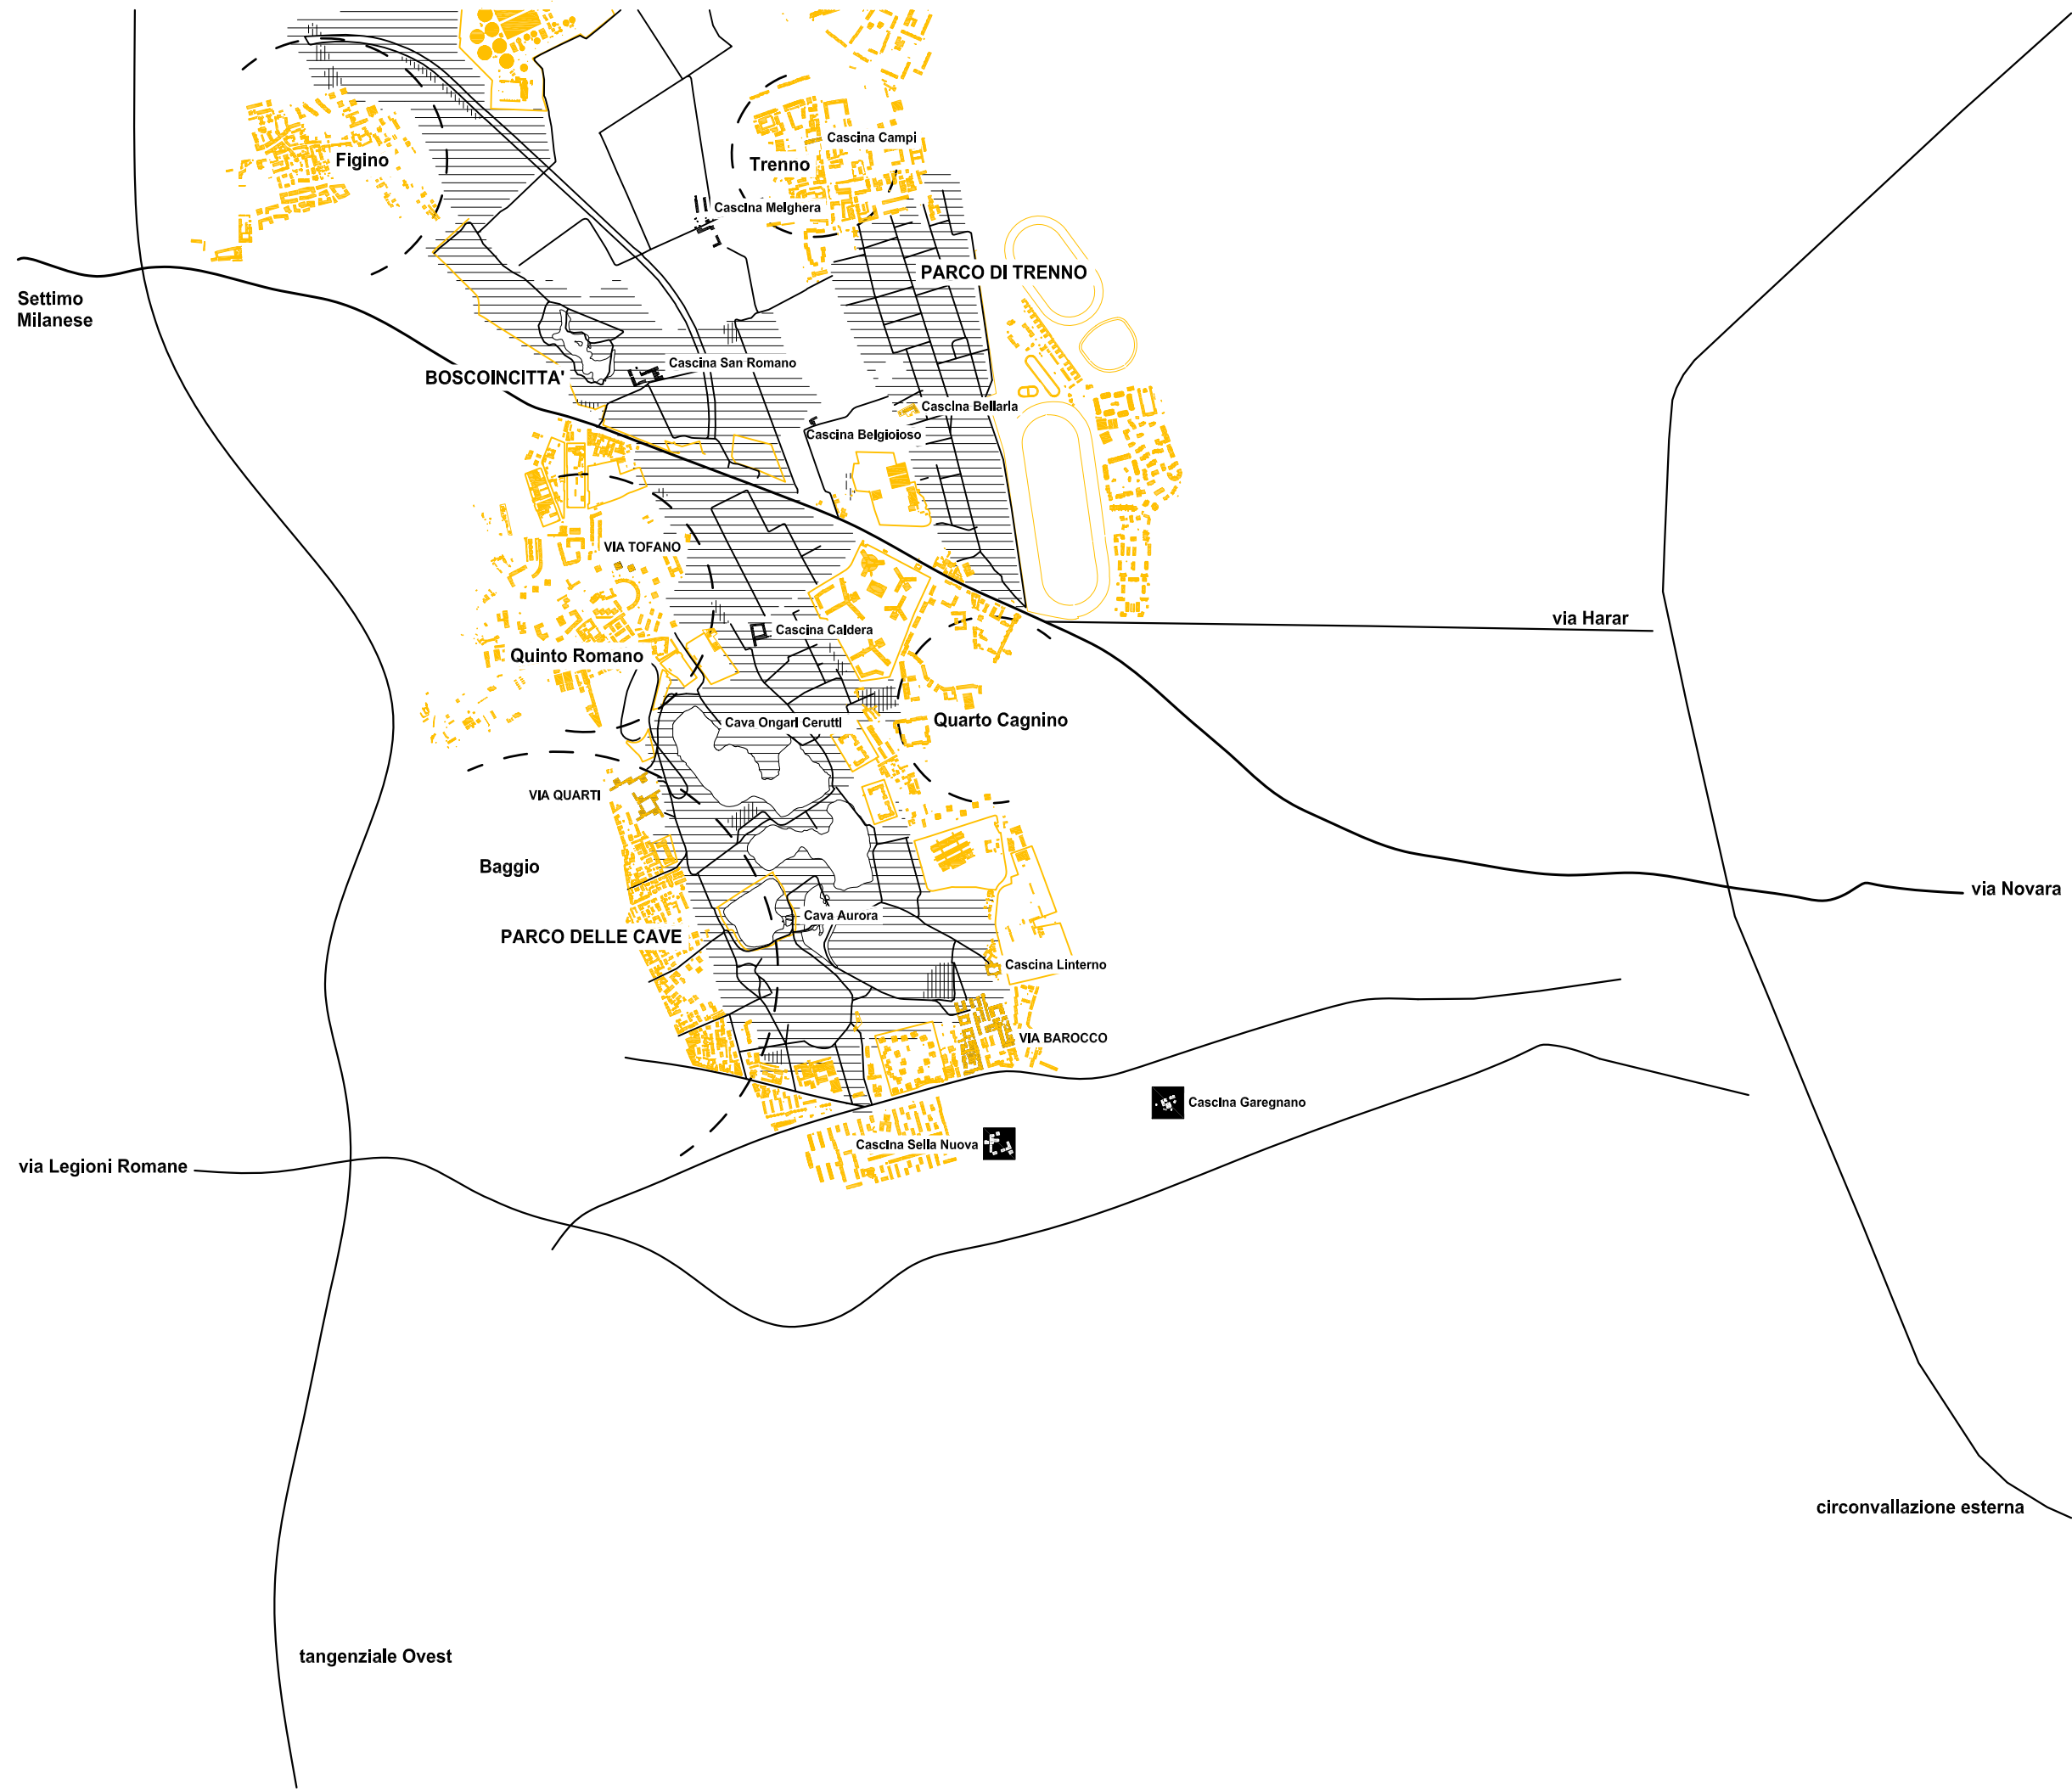 Cascina Campi
Figino
Trenno
Cascina Melghera
PARCO DI TRENNO
Settimo
Milanese
Cascina San Romano
BOSCOINCITTA'
Cascina Bellaria
Cascina Belgioioso
VIA TOFANO
via Harar
Cascina Caldera
Quinto Romano
Cava Ongari Cerutti
Quarto Cagnino
VIA QUARTI
Baggio
via Novara
Cava Aurora
PARCO DELLE CAVE
Cascina Linterno
VIA BAROCCO
Cascina Garegnano
Cascina Sella Nuova
via Legioni Romane
circonvallazione esterna
tangenziale Ovest